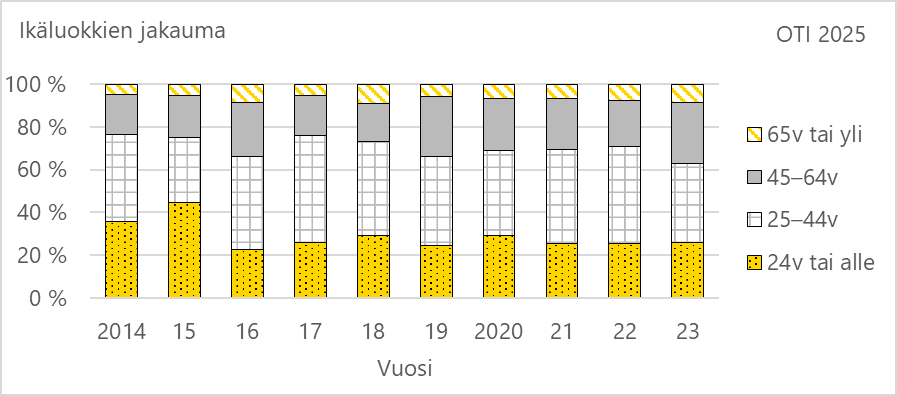 Ikäluokkien jakauma
OTI 2025
100 %
80 %
60 %
40 %
20 %
0 %
2014 15 16 17 18 19 2020 21 22 23
Vuosi
65v tai yli
45–64v
25–44v
24v tai alle